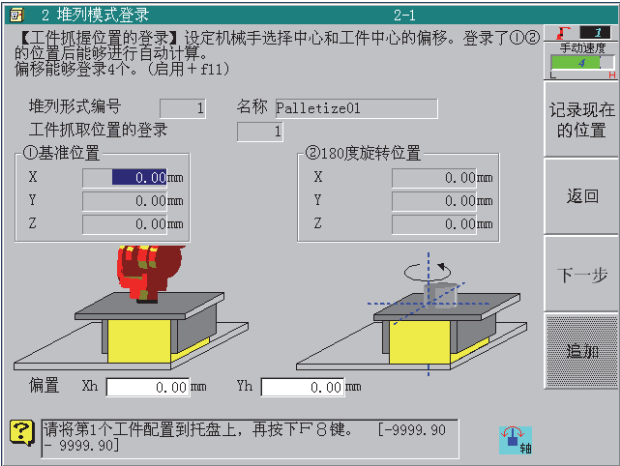 2 堆列模式登录 2-1
【工件抓握位置的登录】设定机械手选择中心和工件中心的偏移。登录了①②
的位置后能够进行自动计算。
偏移能够登录4个。(启用＋f11)
1
手动速度
4
L H
堆列形式编号 1 名称 Palletize01
工件抓取位置的登录 1
①基准位置
X 0.00mm
Y 0.00mm
Z 0.00mm
②180度旋转位置
X 0.00mm
Y 0.00mm
Z 0.00mm
记录现在
的位置
返回
下一步
追加
偏置 Xh 0.00 mm Yh 0.00 mm
请将第1个工件配置到托盘上，再按下F８键。 [-9999.90
- 9999.90]
轴